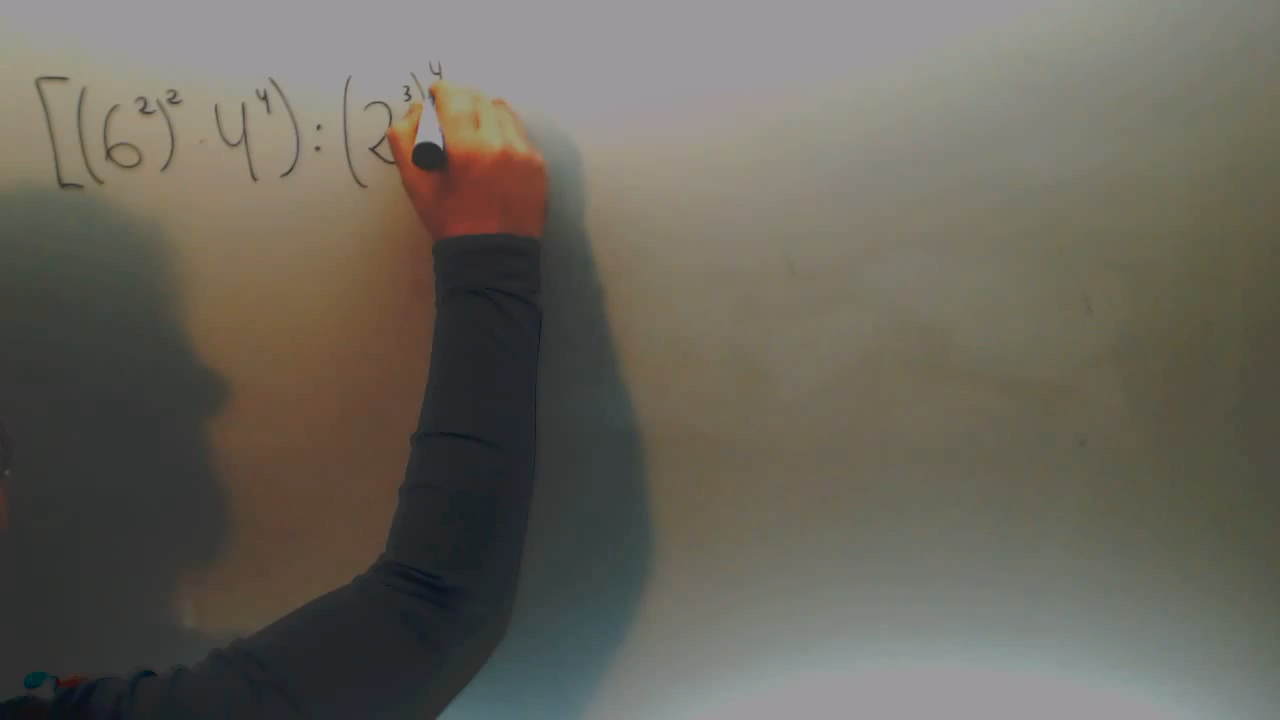 [(6²)² · 4⁴) : (2³)⁴